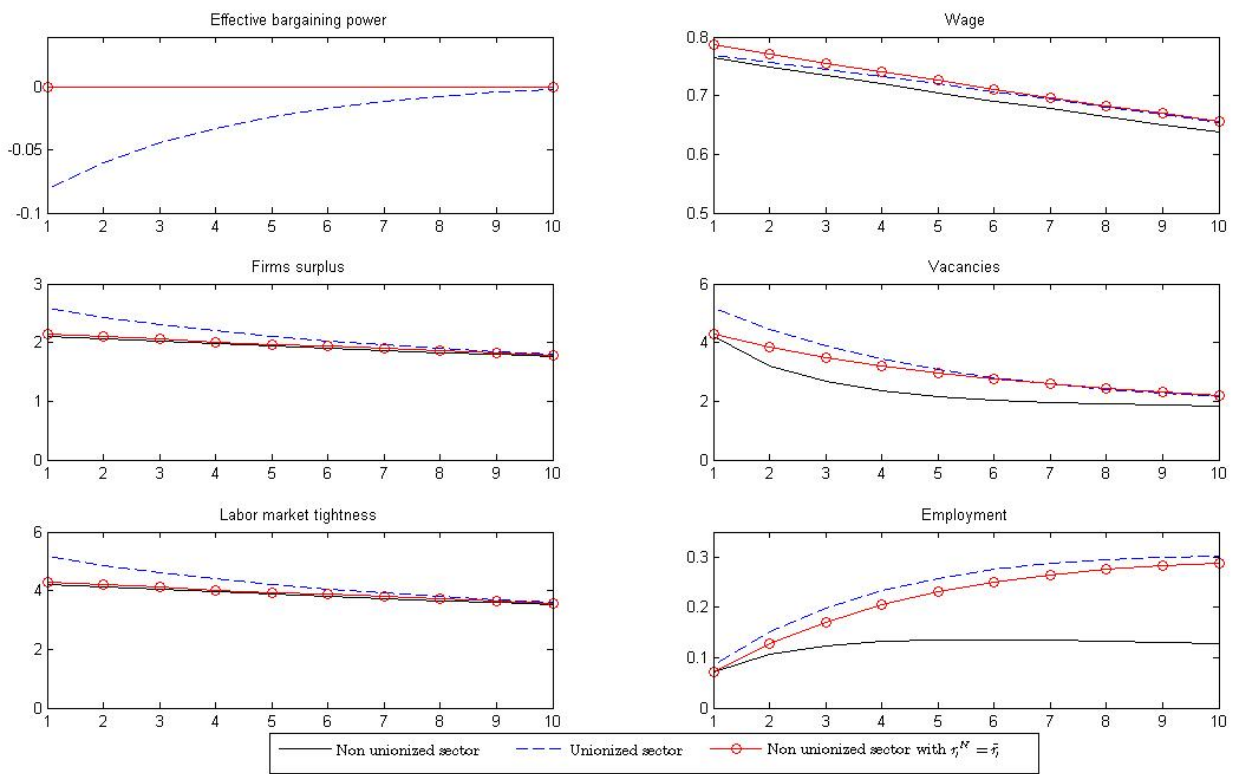 Effective bargaining power
0
-0.05
-0.1
1 2 3 4 5 6 7 8 9 10
Wage
0.8
0.7
0.6
0.5
1 2 3 4 5 6 7 8 9 10
Firms surplus
3
2
1
0
1 2 3 4 5 6 7 8 9 10
Vacancies
6
4
2
0
1 2 3 4 5 6 7 8 9 10
Labor market tightness
6
4
2
0
1 2 3 4 5 6 7 8 9 10
Employment
0.3
0.2
0.1
0
1 2 3 4 5 6 7 8 9 10
Non unionized sector
Unionized sector
Non unionized sector with